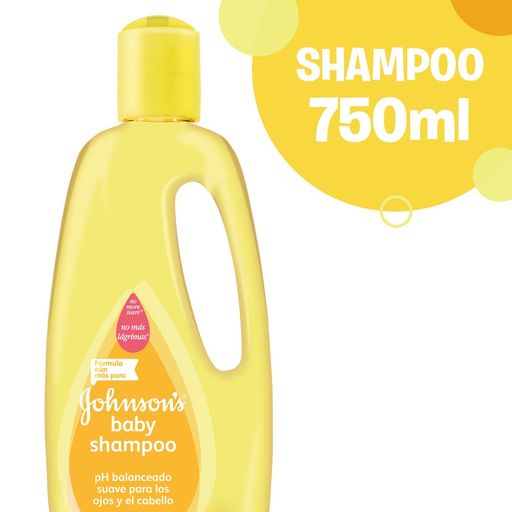 SHAMPOO
750ml
no
more
tears®
no más
lágrimas®
Fórmula
aún
más pura
Johnson's®
baby
shampoo
pH balanceado
suave para los
ojos y el cabello